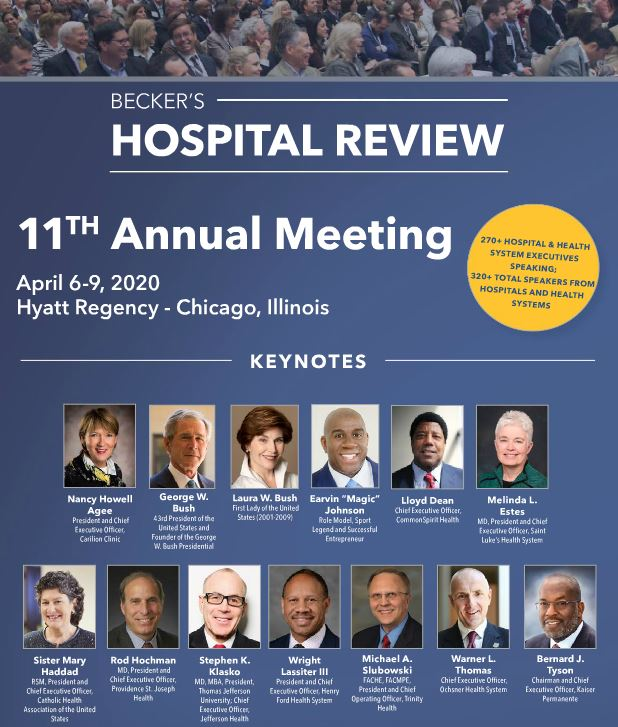 BECKER'S
HOSPITAL REVIEW
11TH Annual Meeting
April 6-9, 2020
Hyatt Regency - Chicago, Illinois
270+ HOSPITAL & HEALTH
SYSTEM EXECUTIVES
SPEAKING;
320+ TOTAL SPEAKERS FROM
HOSPITALS AND HEALTH
SYSTEMS
KEYNOTES
Nancy Howell
Agee
President and Chief
Executive Officer,
Carilion Clinic
George W.
Bush
43rd President of the
United States and
Founder of the George
W. Bush Presidential
Laura W. Bush
First Lady of the United
States (2001-2009)
Earvin "Magic"
Johnson
Role Model, Sport
Legend and Successful
Entrepreneur
Lloyd Dean
Chief Executive Officer,
CommonSpirit Health
Melinda L.
Estes
MD, President and Chief
Executive Officer, Saint
Luke's Health System
Sister Mary
Haddad
RSM, President and
Chief Executive Officer,
Catholic Health
Association of the United
States
Rod Hochman
MD, President and
Chief Executive Officer,
Providence St. Joseph
Health
Stephen K.
Klasko
MD, MBA, President,
Thomas Jefferson
University; Chief
Executive Officer,
Jefferson Health
Wright
Lassiter III
President and Chief
Executive Officer, Henry
Ford Health System
Michael A.
Slubowski
FACHE, FACMPE,
President and Chief
Operating Officer, Trinity
Health
Warner L.
Thomas
Chief Executive Officer,
Ochsner Health System
Bernard J.
Tyson
Chairman and Chief
Executive Officer, Kaiser
Permanente